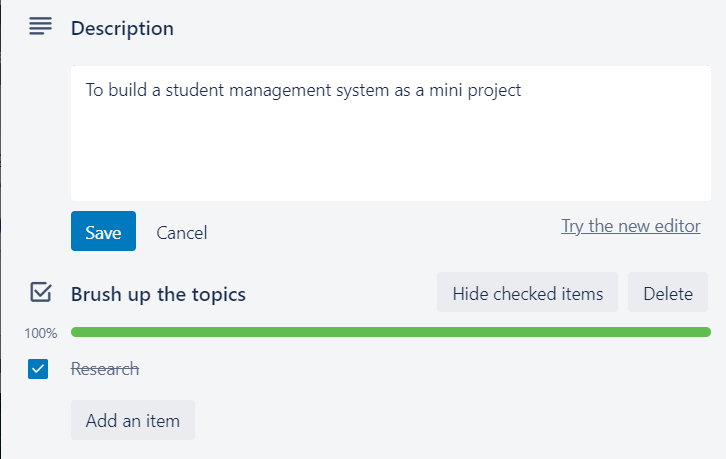 Description
To build a student management system as a mini project
Save Cancel Try the new editor
Brush up the topics Hide checked items Delete
100%
Research
Add an item